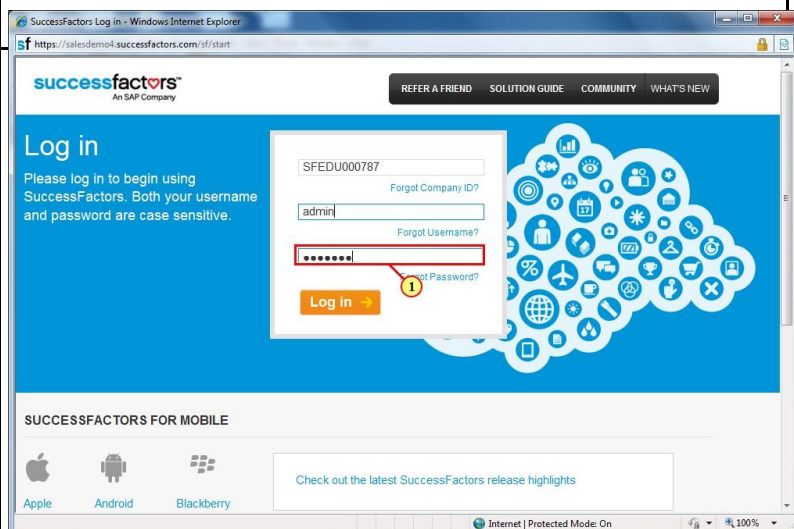 SuccessFactors Log in - Windows Internet Explorer
sf https://salesdemo4.successfactors.com/sf/start
successfactors™
An SAP Company
REFER A FRIEND SOLUTION GUIDE COMMUNITY WHAT'S NEW
Log in
Please log in to begin using
SuccessFactors. Both your username
and password are case sensitive.
SFEDU000787
Forgot Company ID?
admin
Forgot Username?
•••••••
Forgot Password?
1
Log in
17
SUCCESSFACTORS FOR MOBILE
Apple Android Blackberry
Check out the latest SuccessFactors release highlights
Internet | Protected Mode: On
100%